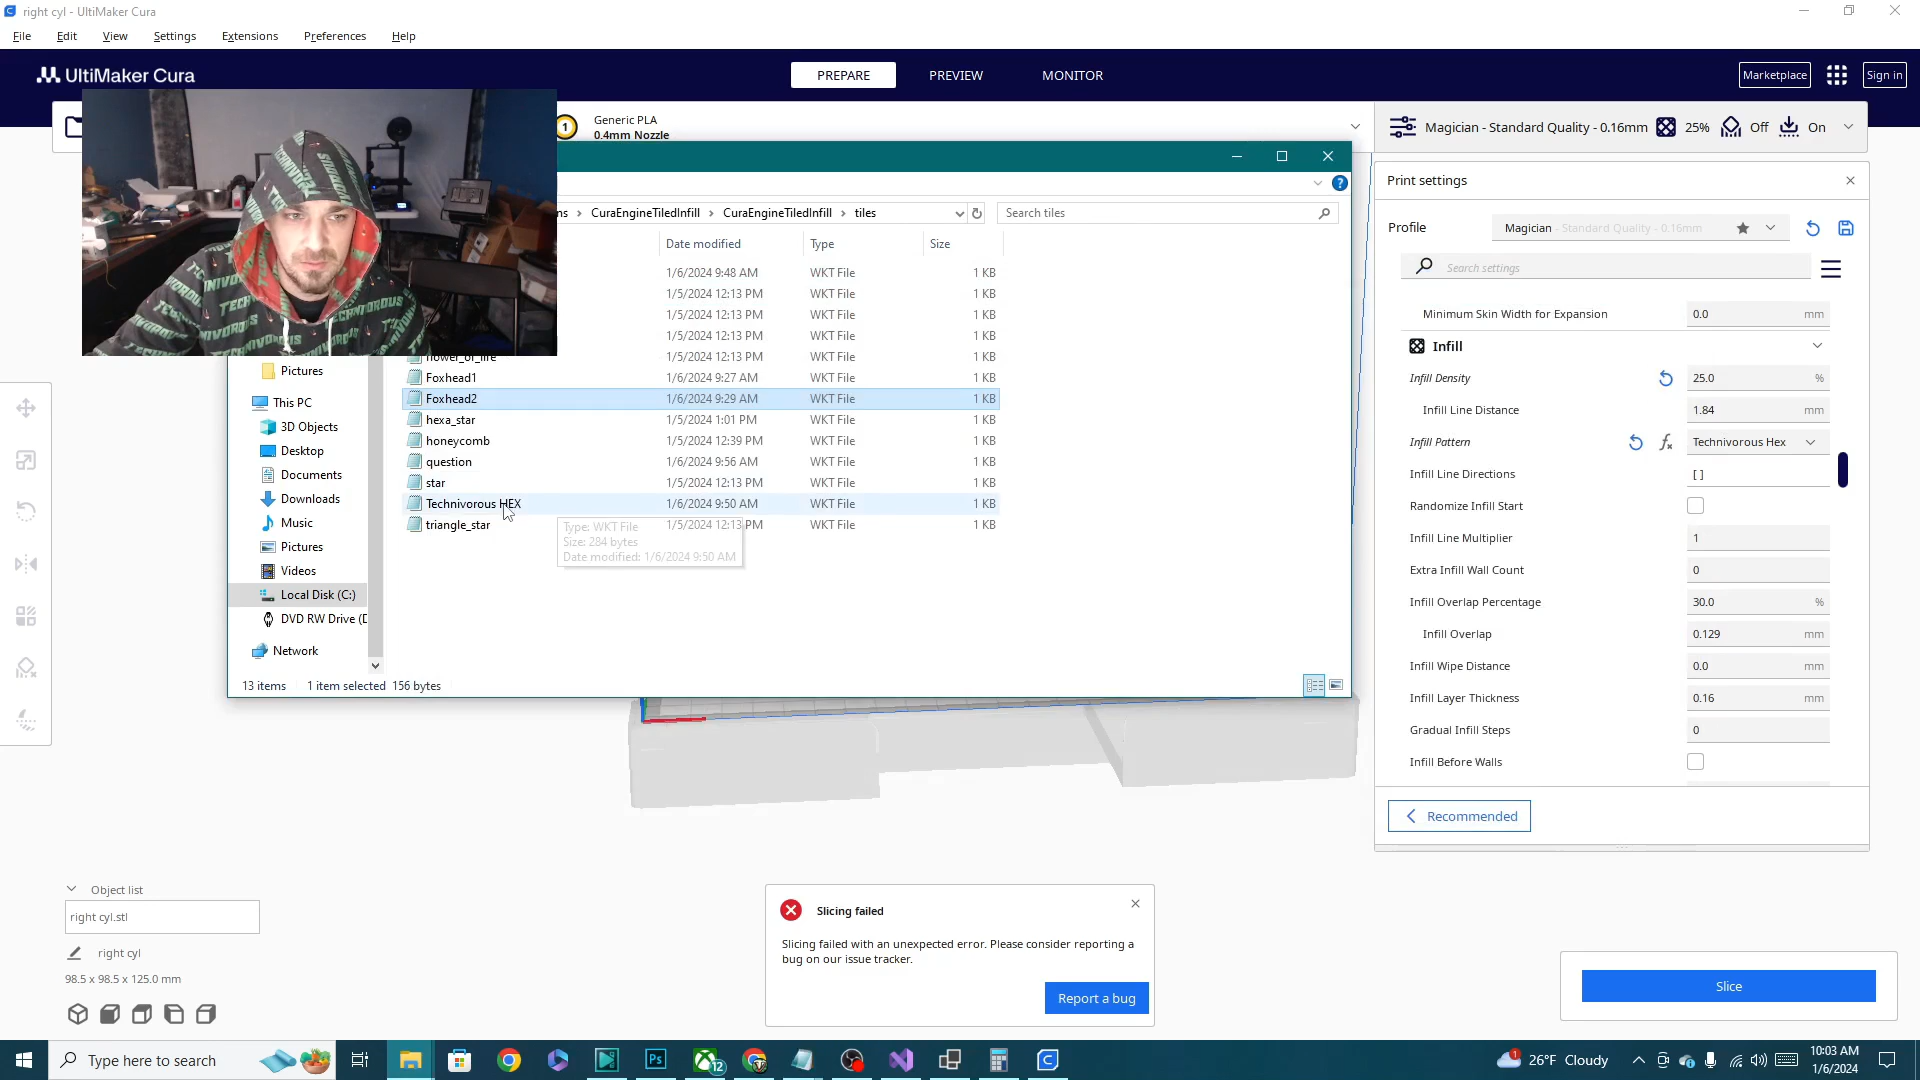 right cyl - UltiMaker Cura
File Edit View Settings Extensions Preferences Help
UltiMaker Cura
PREPARE PREVIEW MONITOR
Marketplace
Sign in
1
Generic PLA
0.4mm Nozzle
Magician - Standard Quality - 0.16mm 25% Off On
Print settings
Profile Magician - Standard Quality - 0.16mm
Search settings
Minimum Skin Width for Expansion 0.0 mm
Infill
Infill Density 25.0 %
Infill Line Distance 1.84 mm
Infill Pattern Technivorous Hex
Infill Line Directions [ ]
Randomize Infill Start
Infill Line Multiplier 1
Extra Infill Wall Count 0
Infill Overlap Percentage 30.0 %
Infill Overlap 0.129 mm
Infill Wipe Distance 0.0 mm
Infill Layer Thickness 0.16 mm
Gradual Infill Steps 0
Infill Before Walls
Recommended
ns > CuraEngineTiledInfill > CuraEngineTiledInfill > tiles
Search tiles
Date modified Type Size
1/6/2024 9:48 AM WKT File 1 KB
1/5/2024 12:13 PM WKT File 1 KB
1/5/2024 12:13 PM WKT File 1 KB
1/5/2024 12:13 PM WKT File 1 KB
flower_of_life 1/5/2024 12:13 PM WKT File 1 KB
Foxhead1 1/6/2024 9:27 AM WKT File 1 KB
Foxhead2 1/6/2024 9:29 AM WKT File 1 KB
hexa_star 1/5/2024 1:01 PM WKT File 1 KB
honeycomb 1/5/2024 12:39 PM WKT File 1 KB
question 1/6/2024 9:56 AM WKT File 1 KB
star 1/5/2024 12:13 PM WKT File 1 KB
Technivorous HEX 1/6/2024 9:50 AM WKT File 1 KB
triangle_star 1/5/2024 12:13 PM WKT File 1 KB
Type: WKT File
Size: 284 bytes
Date modified: 1/6/2024 9:50 AM
Pictures
This PC
3D Objects
Desktop
Documents
Downloads
Music
Pictures
Videos
Local Disk (C:)
DVD RW Drive (D
Network
13 items 1 item selected 156 bytes
Object list
right cyl.stl
right cyl
98.5 x 98.5 x 125.0 mm
Slicing failed
Slicing failed with an unexpected error. Please consider reporting a
bug on our issue tracker.
Report a bug
Slice
Type here to search
12
26°F Cloudy
10:03 AM
1/6/2024